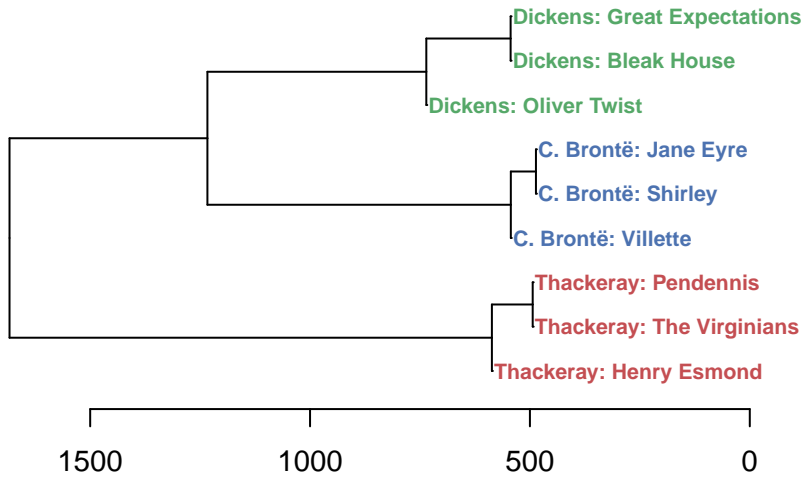 Dickens: Great Expectations
Dickens: Bleak House
Dickens: Oliver Twist
C. Brontë: Jane Eyre
C. Brontë: Shirley
C. Brontë: Villette
Thackeray: Pendennis
Thackeray: The Virginians
Thackeray: Henry Esmond
1500 1000 500 0